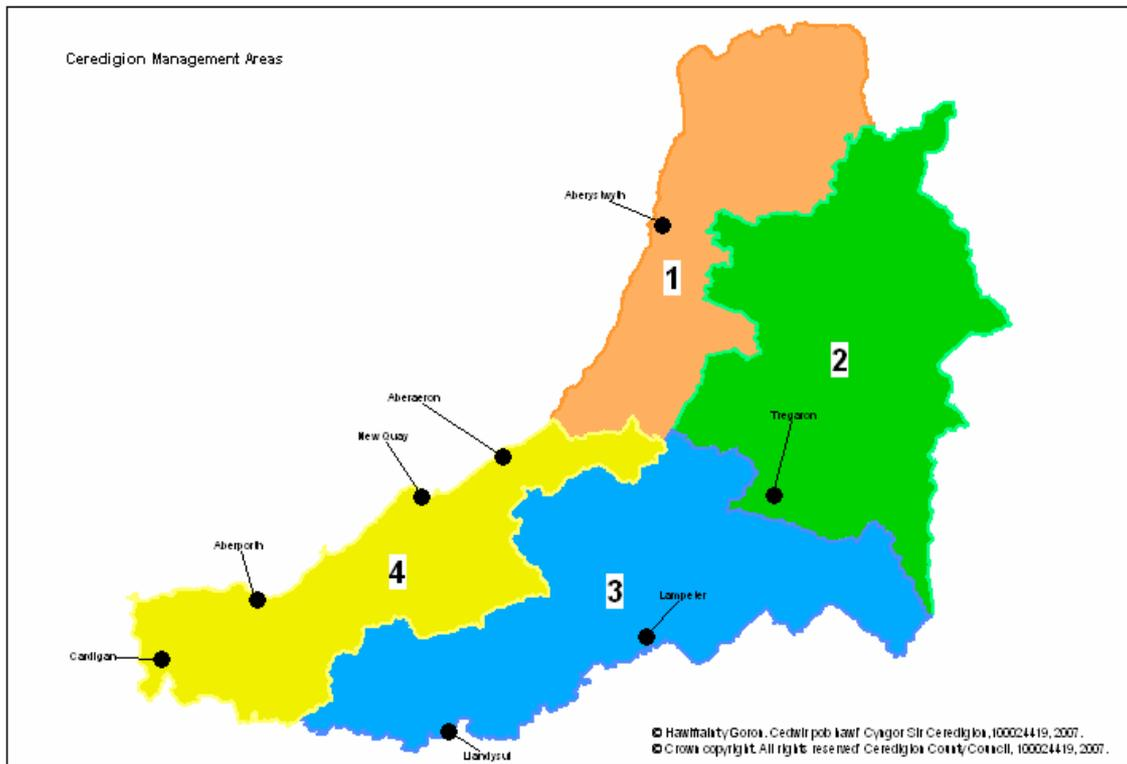 Ceredigion Management Areas
Aberystwyth
1
2
Aberaeron
New Quay
Tregaron
Aberporth
4
3
Lampeter
Cardigan
Llandysul
© Hawlfraint y Goron. Cedwir pob hawl Cyngor Sir Ceredigion, 100024419, 2007.
© Crown copyright. All rights reserved Ceredigion County Council, 100024419, 2007.